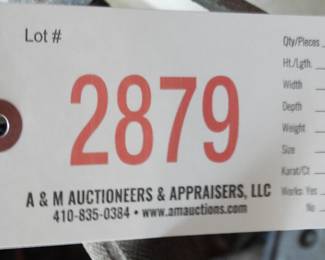 Lot #
2879
A & M AUCTIONEERS & APPRAISERS, LLC
410-835-0384 • www.amauctions.com
Qty/Pieces
Ht./Lgth.
Width
Depth
Weight
Size
Karat/Ct
Works: Yes
No